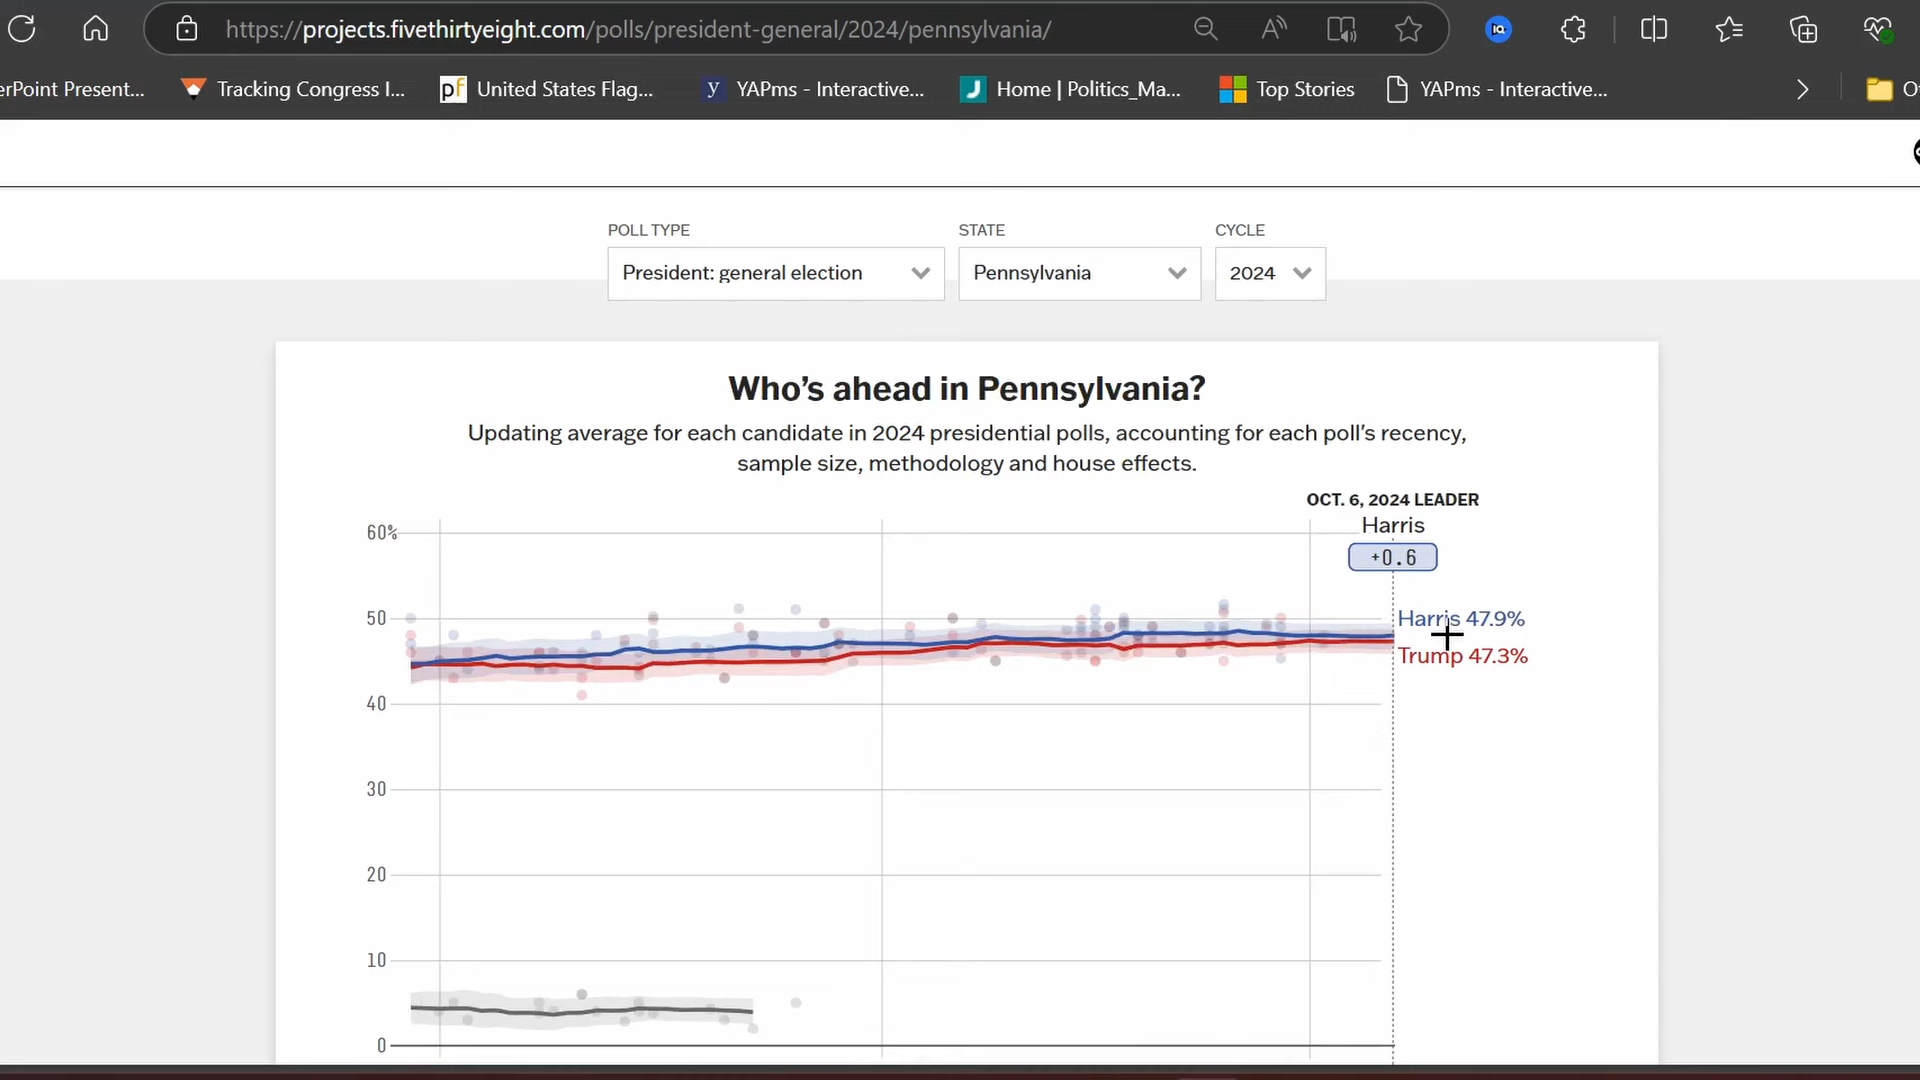 https://projects.fivethirtyeight.com/polls/president-general/2024/pennsylvania/
erPoint Present... Tracking Congress I... pf United States Flag... y YAPms - Interactive... J Home | Politics_Ma... Top Stories YAPms - Interactive...
POLL TYPE STATE CYCLE
President: general election Pennsylvania 2024
Who's ahead in Pennsylvania?
Updating average for each candidate in 2024 presidential polls, accounting for each poll's recency,
sample size, methodology and house effects.
OCT. 6, 2024 LEADER
Harris
60%
+0.6
50
Harris 47.9%
Trump 47.3%
40
30
20
10
0